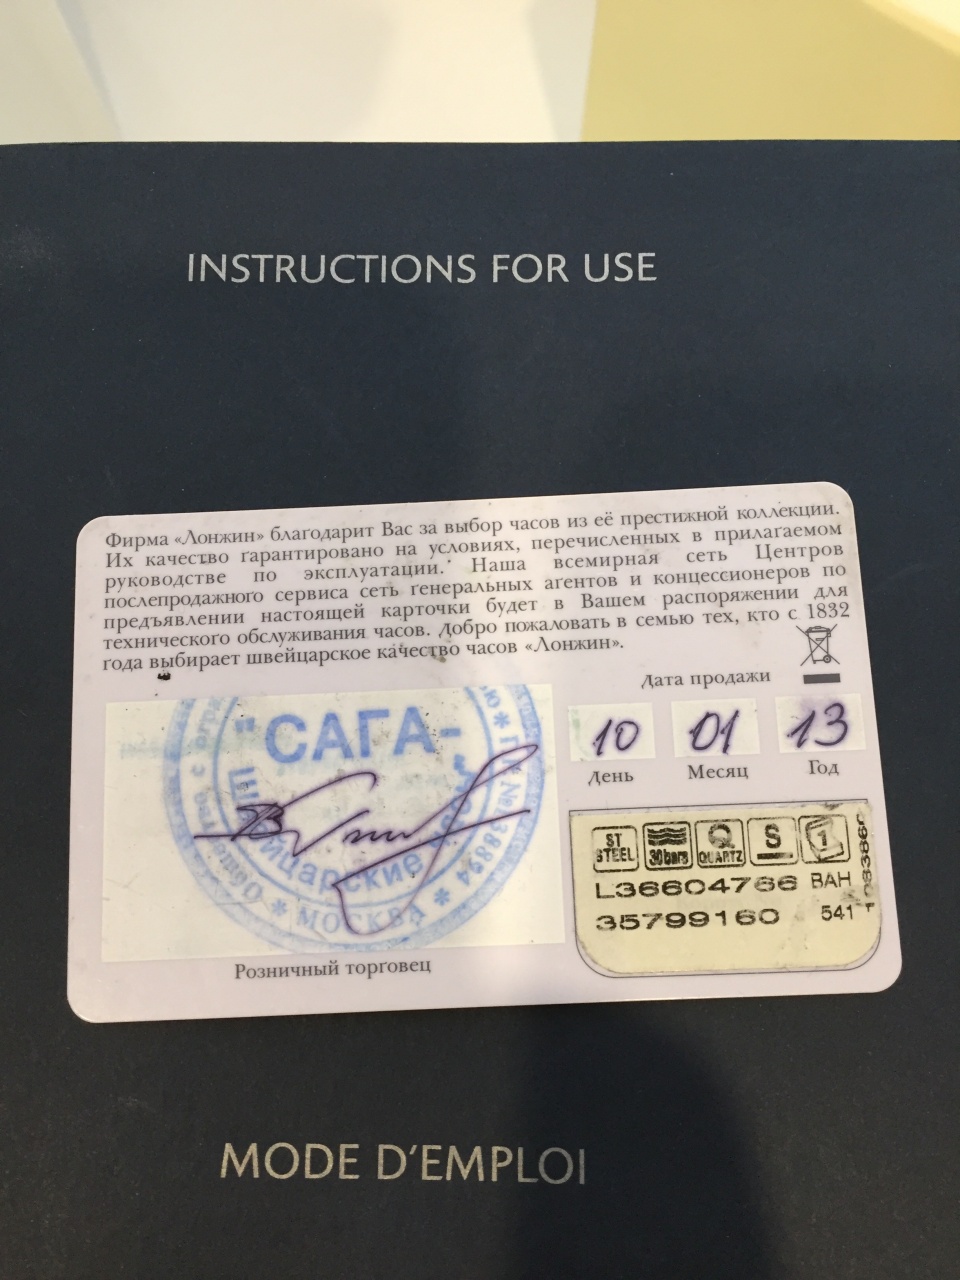 INSTRUCTIONS FOR USE
Фирма «Лонжин» благодарит Вас за выбор часов из её престижной коллекции.
Их качество гарантировано на условиях, перечисленных в прилагаемом
руководстве по эксплуатации. Наша всемирная сеть Центров
послепродажного сервиса сеть генеральных агентов и концессионеров по
предъявлении настоящей карточки будет в Вашем распоряжении для
технического обслуживания часов. Добро пожаловать в семью тех, кто с 1832
года выбирает швейцарское качество часов «Лонжин».
Дата продажи
10 01 13
День Месяц Год
"САГА-
Швейцарские
* МОСКВА *
Розничный торговец
ST STEEL 30 bars Q QUARTZ S 1
L36604766 BAH
35799160 541
MODE D'EMPLOI